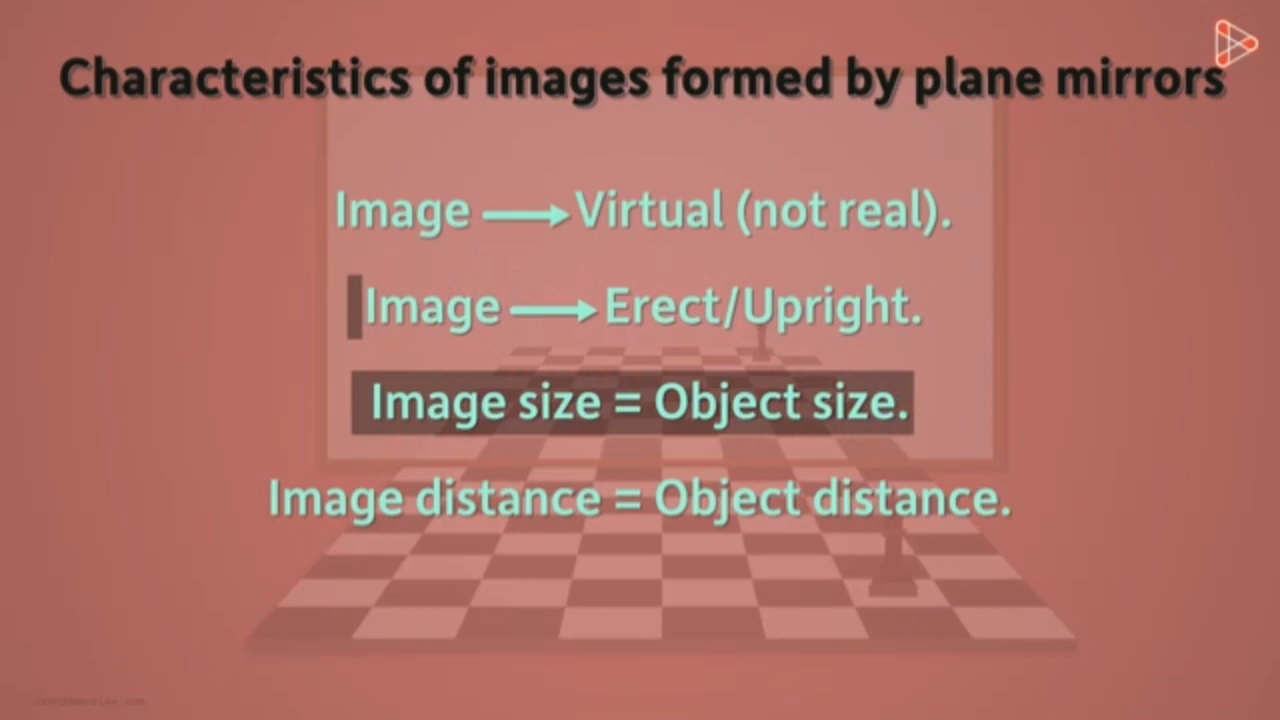 Characteristics of images formed by plane mirrors
Image → Virtual (not real).
Image → Erect/Upright.
Image size = Object size.
Image distance = Object distance.